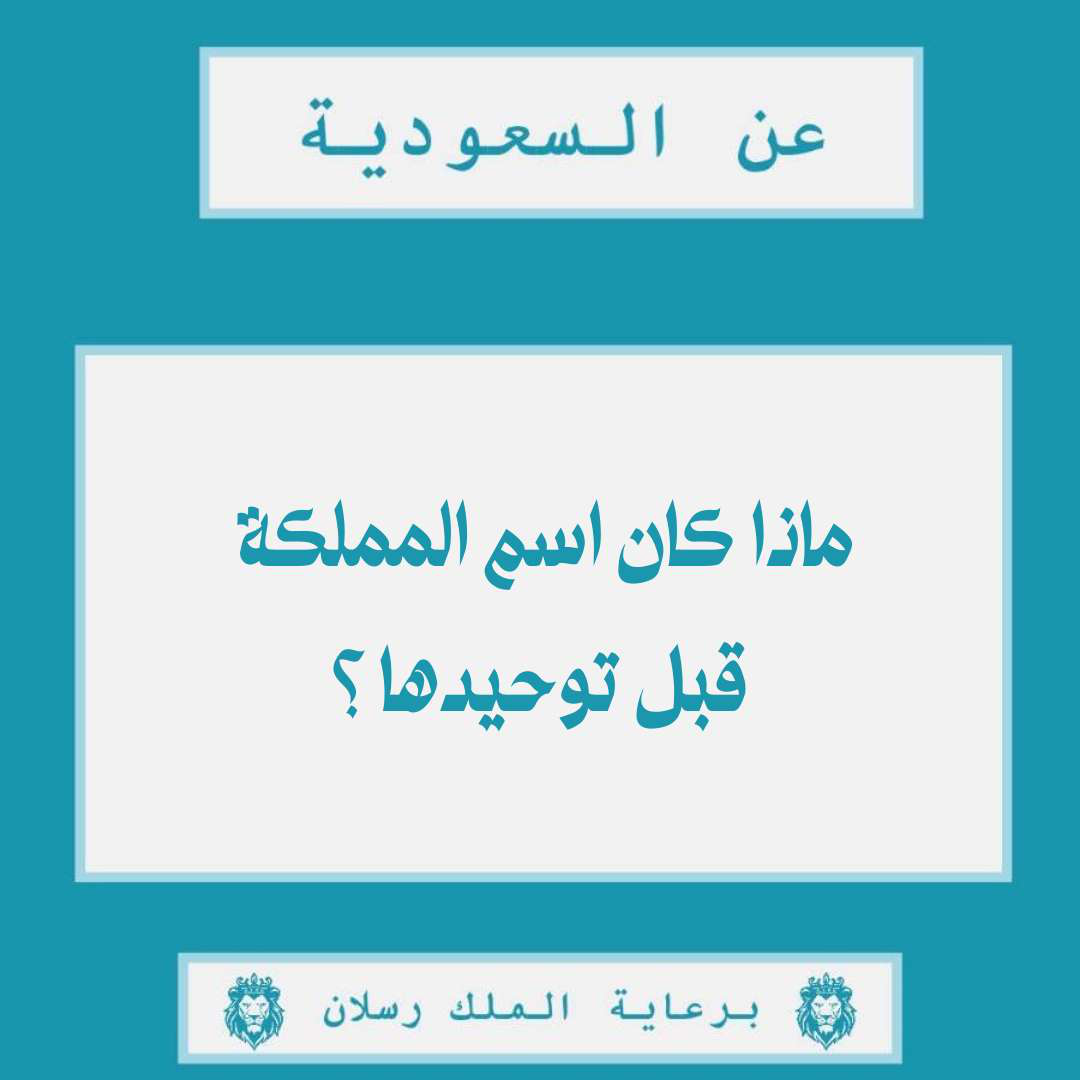 عن السعودية
ماذا كان اسم المملكة
قبل توحيدها ؟
برعاية الملك رسلان